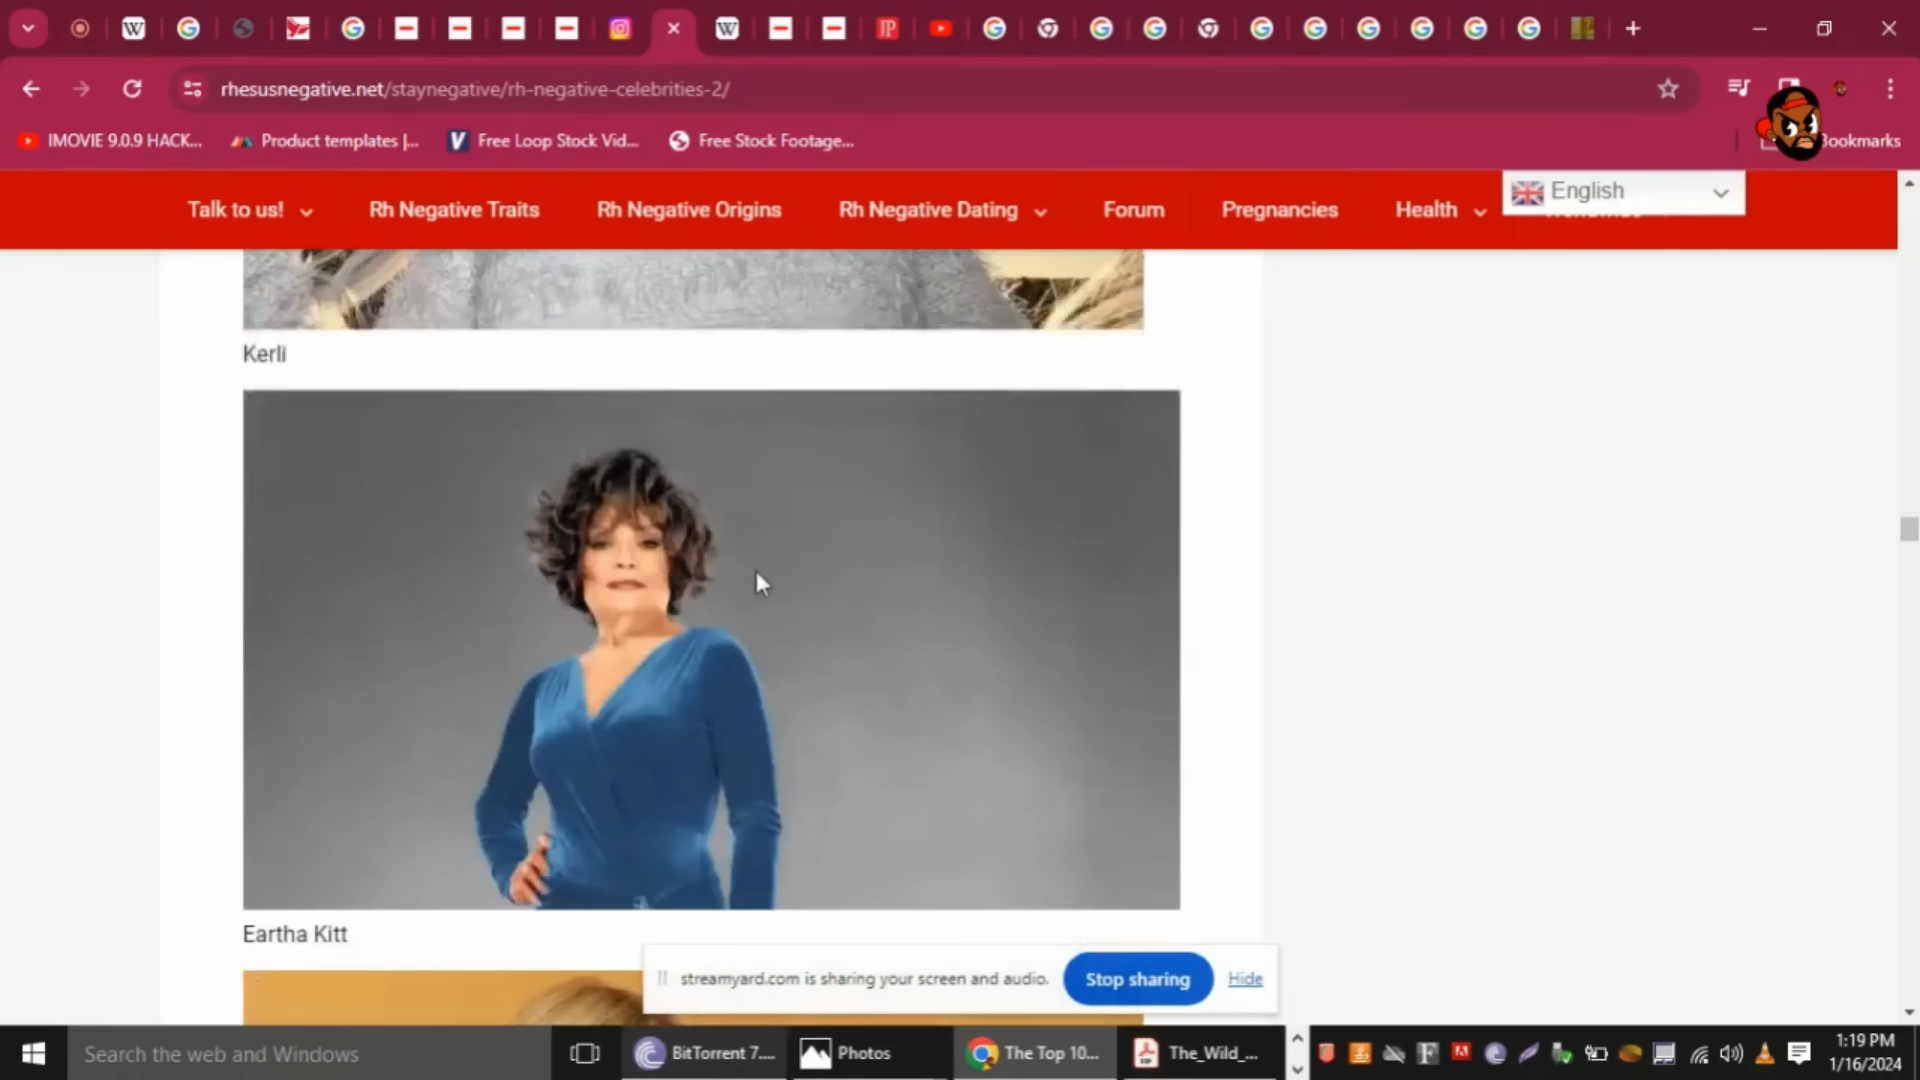 rhesusnegative.net/staynegative/rh-negative-celebrities-2/
IMOVIE 9.0.9 HACK... Product templates |... Free Loop Stock Vid... Free Stock Footage... Bookmarks
English
Talk to us! Rh Negative Traits Rh Negative Origins Rh Negative Dating Forum Pregnancies Health
Kerli
Eartha Kitt
streamyard.com is sharing your screen and audio. Stop sharing Hide
Search the web and Windows BitTorrent 7.... Photos The Top 10... The_Wild_...
1:19 PM
1/16/2024